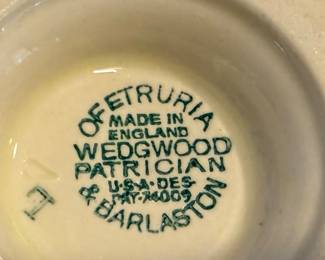 OF ETRURIA
MADE IN
ENGLAND
WEDGWOOD
PATRICIAN
U·S·A·DES·
PAT·74009
& BARLASTON